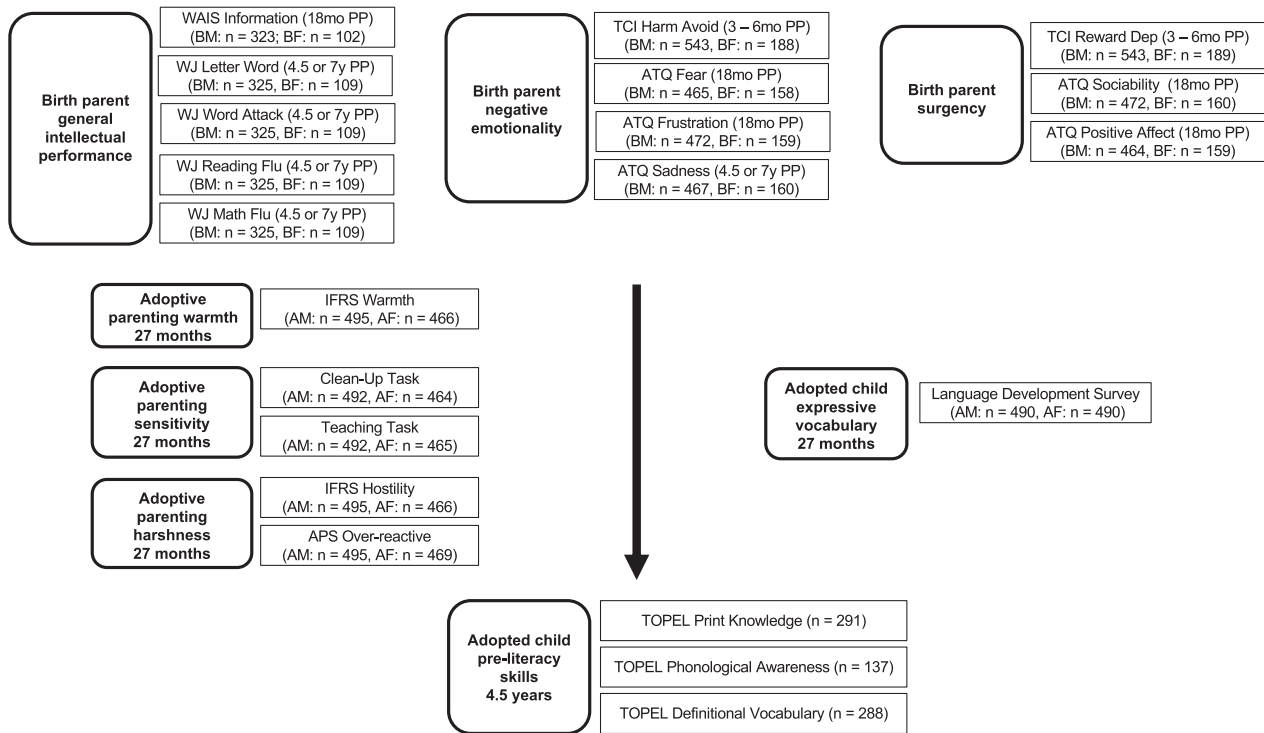 Birth parent
general
intellectual
performance
WAIS Information (18mo PP)
(BM: n = 323; BF: n = 102)
WJ Letter Word (4.5 or 7y PP)
(BM: n = 325, BF: n = 109)
WJ Word Attack (4.5 or 7y PP)
(BM: n = 325, BF: n = 109)
WJ Reading Flu (4.5 or 7y PP)
(BM: n = 325, BF: n = 109)
WJ Math Flu (4.5 or 7y PP)
(BM: n = 325, BF: n = 109)
Birth parent
negative
emotionality
TCI Harm Avoid (3 – 6mo PP)
(BM: n = 543, BF: n = 188)
ATQ Fear (18mo PP)
(BM: n = 465, BF: n = 158)
ATQ Frustration (18mo PP)
(BM: n = 472, BF: n = 159)
ATQ Sadness (4.5 or 7y PP)
(BM: n = 467, BF: n = 160)
Birth parent
surgency
TCI Reward Dep (3 – 6mo PP)
(BM: n = 543, BF: n = 189)
ATQ Sociability (18mo PP)
(BM: n = 472, BF: n = 160)
ATQ Positive Affect (18mo PP)
(BM: n = 464, BF: n = 159)
Adoptive
parenting warmth
27 months
IFRS Warmth
(AM: n = 495, AF: n = 466)
Adoptive
parenting
sensitivity
27 months
Clean-Up Task
(AM: n = 492, AF: n = 464)
Teaching Task
(AM: n = 492, AF: n = 465)
Adoptive
parenting
harshness
27 months
IFRS Hostility
(AM: n = 495, AF: n = 466)
APS Over-reactive
(AM: n = 495, AF: n = 469)
Adopted child
expressive
vocabulary
27 months
Language Development Survey
(AM: n = 490, AF: n = 490)
Adopted child
pre-literacy
skills
4.5 years
TOPEL Print Knowledge (n = 291)
TOPEL Phonological Awareness (n = 137)
TOPEL Definitional Vocabulary (n = 288)